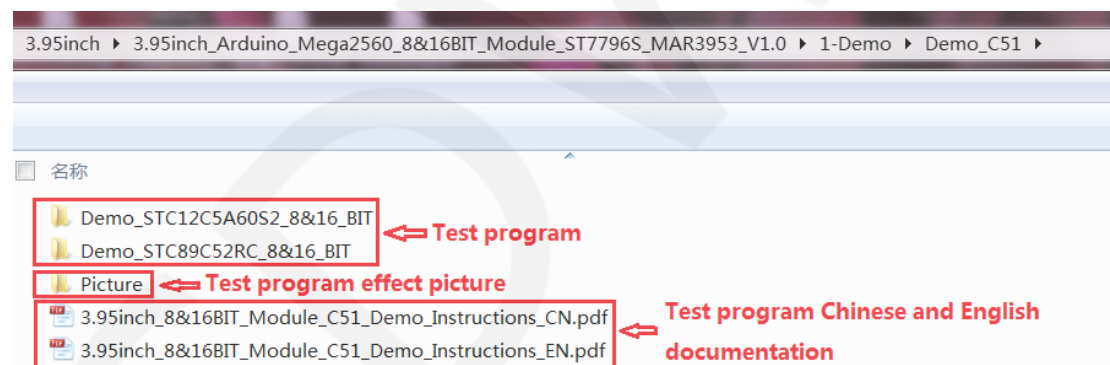 3.95inch ▸ 3.95inch_Arduino_Mega2560_8&16BIT_Module_ST7796S_MAR3953_V1.0 ▸ 1-Demo ▸ Demo_C51 ▸
名称
Demo_STC12C5A60S2_8&16_BIT
Test program
Demo_STC89C52RC_8&16_BIT
Picture Test program effect picture
3.95inch_8&16BIT_Module_C51_Demo_Instructions_CN.pdf
Test program Chinese and English
3.95inch_8&16BIT_Module_C51_Demo_Instructions_EN.pdf
documentation